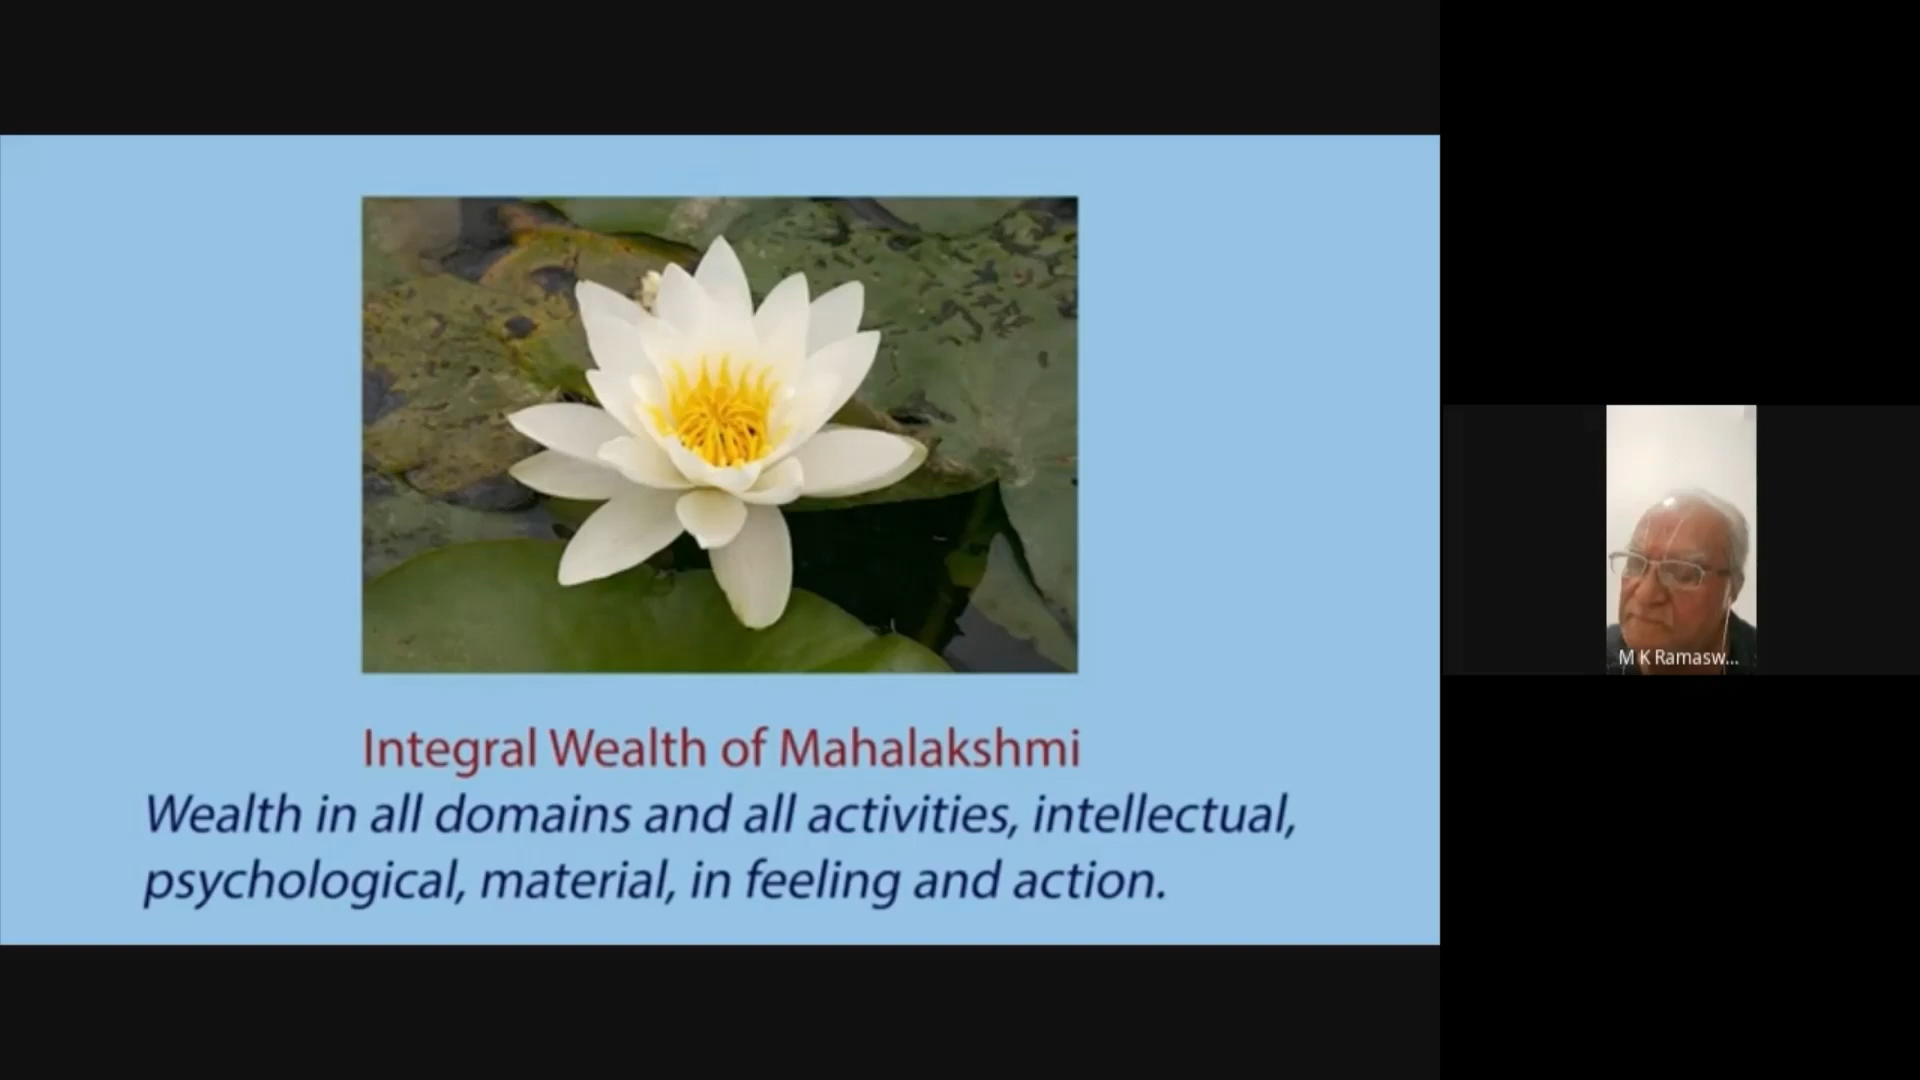 Integral Wealth of Mahalakshmi
Wealth in all domains and all activities, intellectual,
psychological, material, in feeling and action.
M K Ramasw...